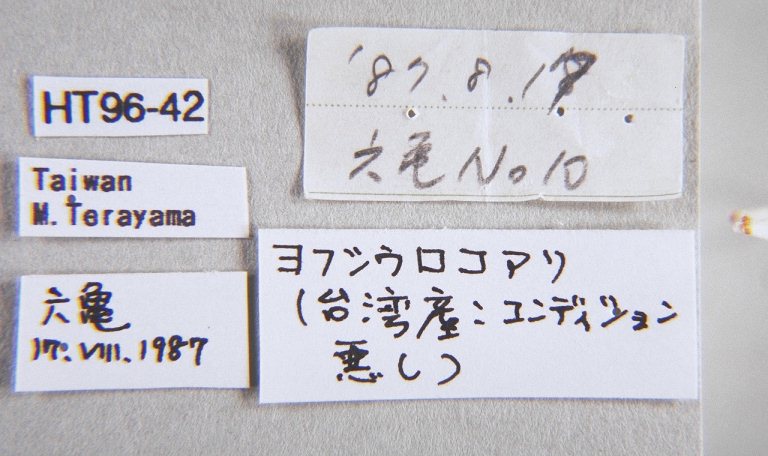 HT96-42
Taiwan
M. Terayama
六亀
17. VIII. 1987
'87. 8. 17
六亀 No 10
ヨフシウロコアリ
(台湾産: コンディション
悪し)